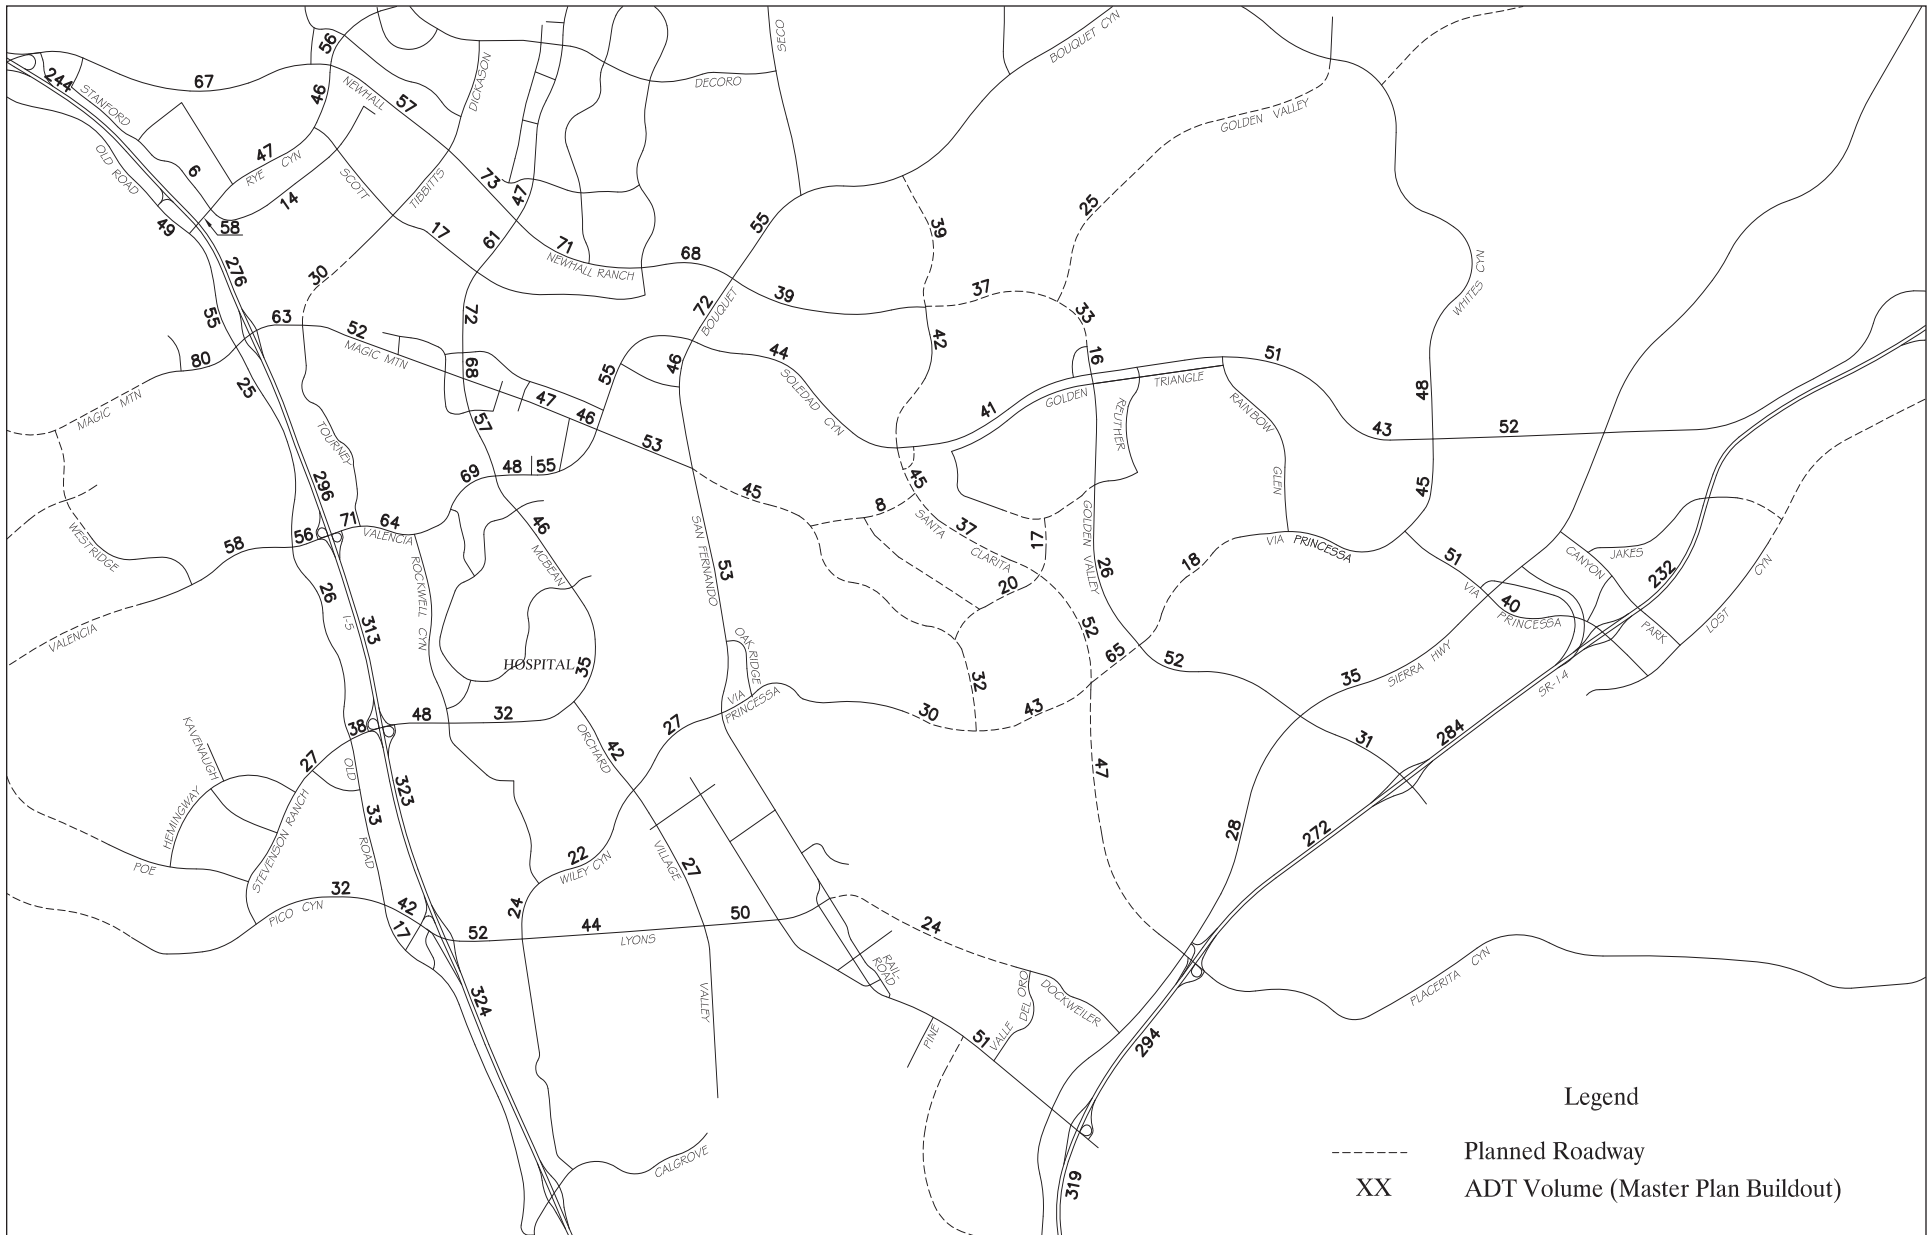 56
SECO
BOUQUET CYN
244
STANFORD
67
46
NEWHALL
57
DICKASON
DECORO
GOLDEN VALLEY
OLD
ROAD
6
47
RYE CYN
14
SCOTT
TIBBITTS
73
47
25
49
58
17
61
71
NEWHALL RANCH
68
55
39
276
30
WHITES CYN
55
63
52
MAGIC MTN
72
72
BOUQUET
39
37
33
42
80
68
46
44
SOLEDAD CYN
16
51
25
MAGIC MTN
55
47
46
57
53
41
GOLDEN
TRIANGLE
REUTHER
RAINBOW
GLEN
48
43
52
TOURNEY
296
69
48
55
45
45
8
45
WESTRIDGE
58
56
71
64
VALENCIA
46
MCBEAN
SAN FERNANDO
53
SANTA
37
CLARITA
17
20
GOLDEN VALLEY
26
18
VIA PRINCESSA
51
VIA
40
PRINCESSA
CANYON
JAKES
232
PARK
LOST CYN
26
I-5
313
ROCKWELL CYN
VALENCIA
HOSPITAL
35
OAK RIDGE
VIA
PRINCESSA
32
52
65
52
35
SIERRA HWY
SR-14
KAVENAUGH
38
48
32
27
30
43
31
284
27
OLD
ORCHARD
42
47
HEMINGWAY
STEVENSON RANCH
33
323
ROAD
28
272
POE
22
WILEY CYN
VILLAGE
27
32
PICO CYN
42
17
52
24
44
LYONS
50
24
RAIL-
ROAD
324
VALLEY
PINE
51
VALLE
DEL ORO
DOCKWEILER
PLACERITA CYN
294
CALGROVE
319
Legend
Planned Roadway
XX
ADT Volume (Master Plan Buildout)